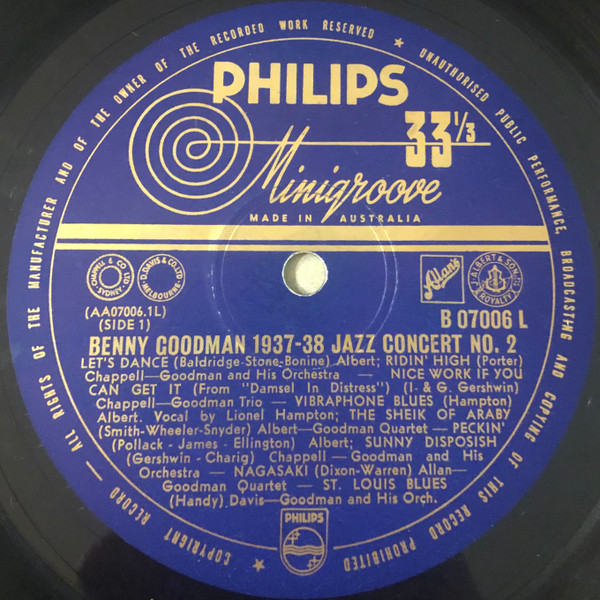 ALL RIGHTS OF THE MANUFACTURER AND OF THE OWNER OF THE RECORDED WORK RESERVED ★ UNAUTHORISED PUBLIC PERFORMANCE, BROADCASTING AND COPYING OF THIS RECORD PROHIBITED ★ COPYRIGHT RECORD —
PHILIPS
33 1/3
Minigroove
MADE IN AUSTRALIA
CHAPPELL & CO LTD SYDNEY
D. DAVIS & CO. LTD MELBOURNE
Allan's
J. ALBERT & SON
ROYALTY
(AA07006.1L)
(SIDE 1)
B 07006 L
BENNY GOODMAN 1937-38 JAZZ CONCERT NO. 2
LET'S DANCE (Baldridge-Stone-Bonine) Albert; RIDIN' HIGH (Porter)
Chappell—Goodman and His Orchestra — NICE WORK IF YOU
CAN GET IT (From "Damsel In Distress") (I. & G. Gershwin)
Chappell—Goodman Trio — VIBRAPHONE BLUES (Hampton)
Albert. Vocal by Lionel Hampton; THE SHEIK OF ARABY
(Smith-Wheeler-Snyder) Albert—Goodman Quartet — PECKIN'
(Pollack - James - Ellington) Albert; SUNNY DISPOSISH
(Gershwin - Charig) Chappell — Goodman and His
Orchestra — NAGASAKI (Dixon-Warren) Allan—
Goodman Quartet — ST. LOUIS BLUES
(Handy) Davis—Goodman and His Orch.
PHILIPS